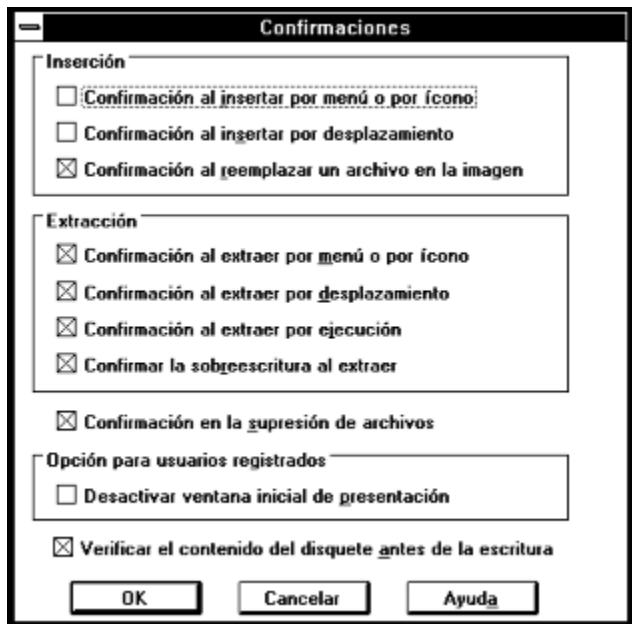 Confirmaciones
Inserción
Confirmación al insertar por menú o por ícono
Confirmación al insertar por desplazamiento
Confirmación al reemplazar un archivo en la imagen
Extracción
Confirmación al extraer por menú o por ícono
Confirmación al extraer por desplazamiento
Confirmación al extraer por ejecución
Confirmar la sobreescritura al extraer
Confirmación en la supresión de archivos
Opción para usuarios registrados
Desactivar ventana inicial de presentación
Verificar el contenido del disquete antes de la escritura
OK Cancelar Ayuda